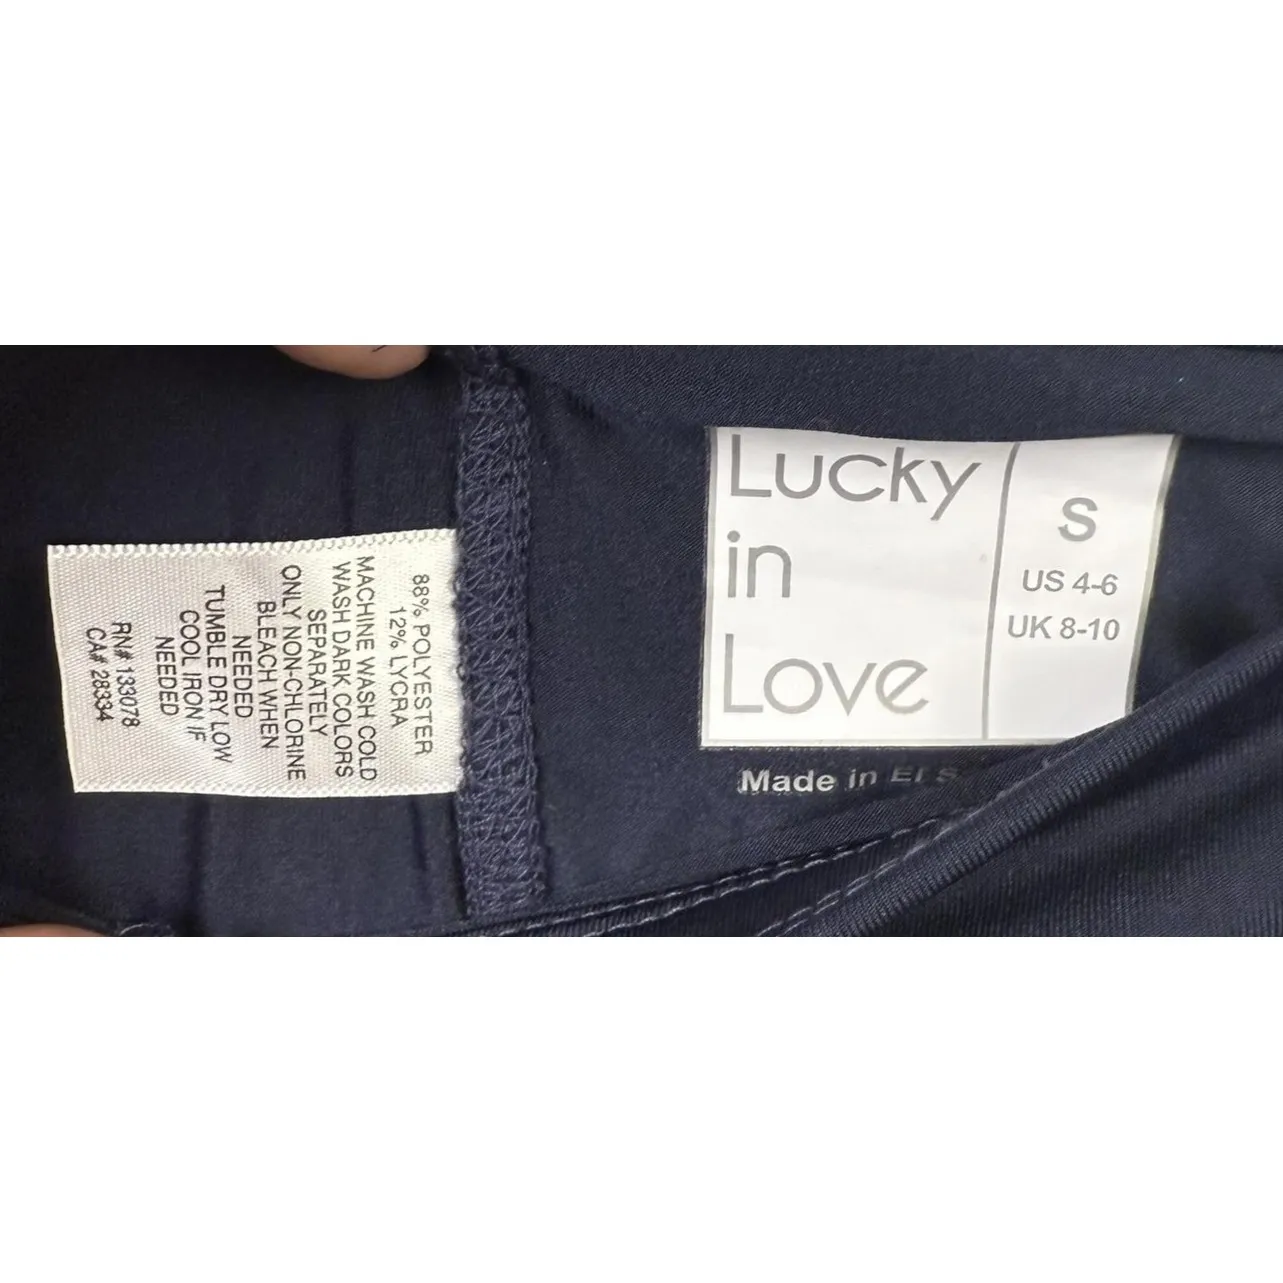 88% POLYESTER
12% LYCRA
MACHINE WASH COLD
WASH DARK COLORS
SEPARATELY
ONLY NON-CHLORINE
BLEACH WHEN
NEEDED
TUMBLE DRY LOW
COOL IRON IF
NEEDED
RN# 133078
CA# 28334
Lucky
in
Love
S
US 4-6
UK 8-10
Made in El S